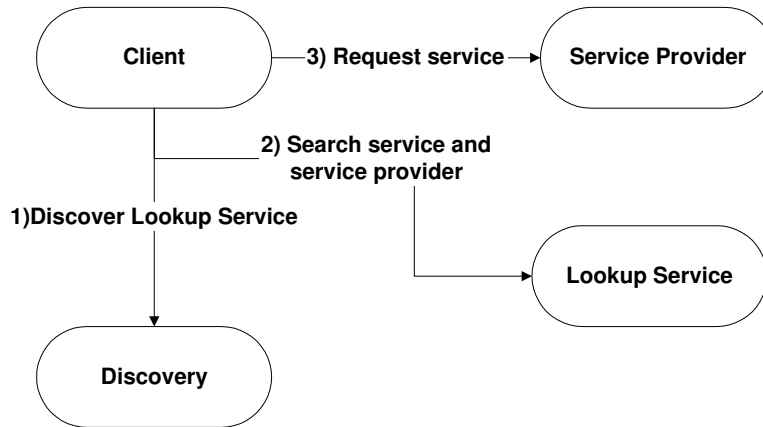 Client
3) Request service
Service Provider
2) Search service and
service provider
1)Discover Lookup Service
Lookup Service
Discovery